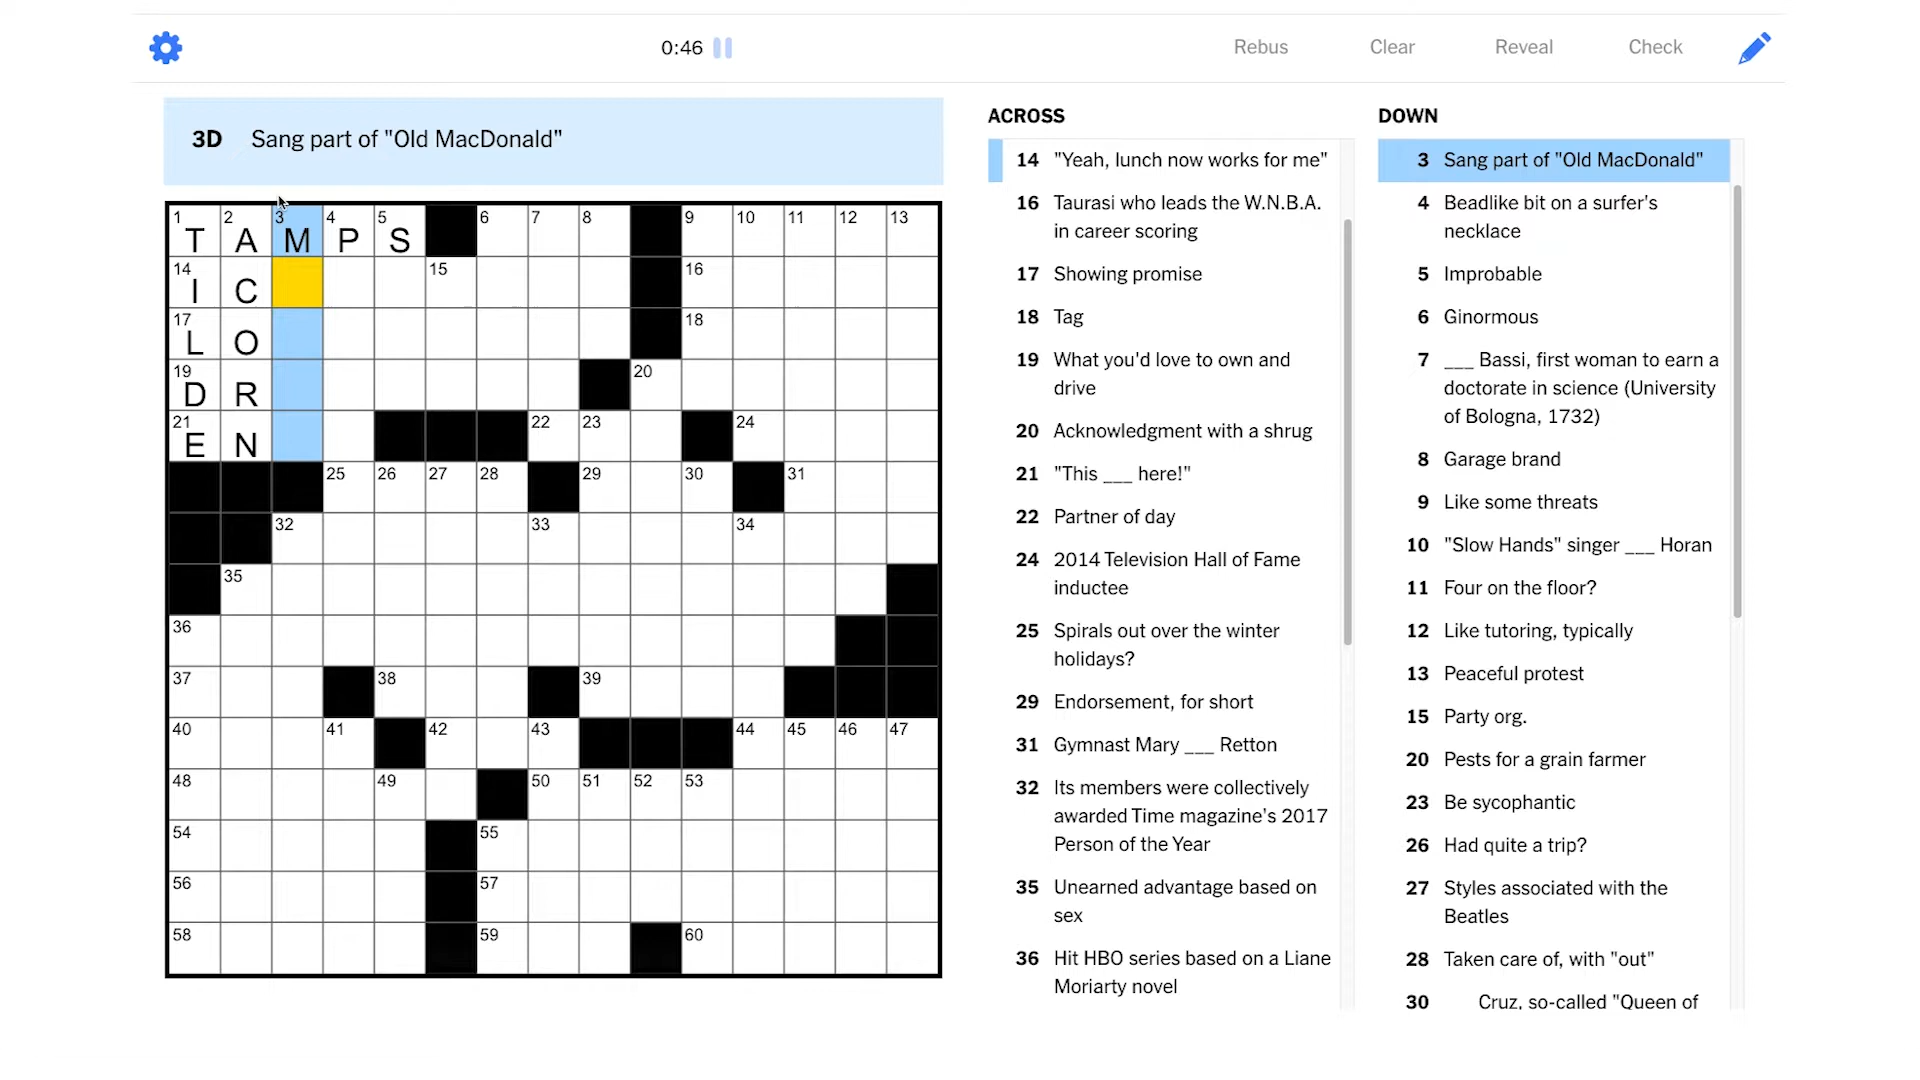 0:46
Rebus
Clear
Reveal
Check
3D Sang part of "Old MacDonald"
1 2 3 4 5 6 7 8 9 10 11 12 13
T A M P S
14 15 16
I C
17 18
L O
19 20
D R
21 22 23 24
E N
25 26 27 28 29 30 31
32 33 34
35
36
37 38 39
40 41 42 43 44 45 46 47
48 49 50 51 52 53
54 55
56 57
58 59 60
ACROSS
14 "Yeah, lunch now works for me"
16 Taurasi who leads the W.N.B.A.
in career scoring
17 Showing promise
18 Tag
19 What you'd love to own and
drive
20 Acknowledgment with a shrug
21 "This ___ here!"
22 Partner of day
24 2014 Television Hall of Fame
inductee
25 Spirals out over the winter
holidays?
29 Endorsement, for short
31 Gymnast Mary ___ Retton
32 Its members were collectively
awarded Time magazine's 2017
Person of the Year
35 Unearned advantage based on
sex
36 Hit HBO series based on a Liane
Moriarty novel
DOWN
3 Sang part of "Old MacDonald"
4 Beadlike bit on a surfer's
necklace
5 Improbable
6 Ginormous
7 ___ Bassi, first woman to earn a
doctorate in science (University
of Bologna, 1732)
8 Garage brand
9 Like some threats
10 "Slow Hands" singer ___ Horan
11 Four on the floor?
12 Like tutoring, typically
13 Peaceful protest
15 Party org.
20 Pests for a grain farmer
23 Be sycophantic
26 Had quite a trip?
27 Styles associated with the
Beatles
28 Taken care of, with "out"
30 Cruz, so-called "Queen of